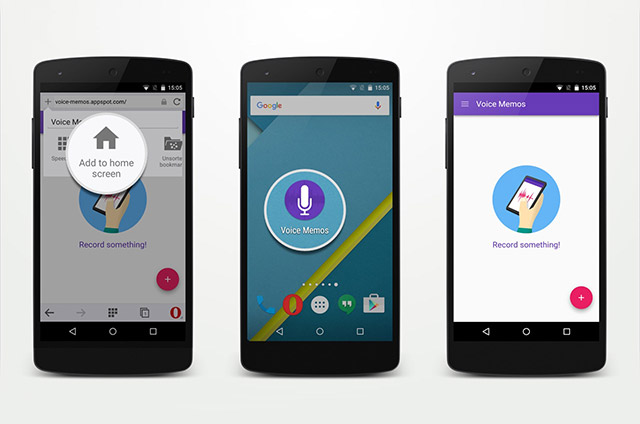 15:05
voice-memos.appspot.com/
Voice Me
Spee
Add to home
screen
Unsorte
bookmar
Record something!
15:05
Google
Voice Memos
15:05
Voice Memos
Record something!